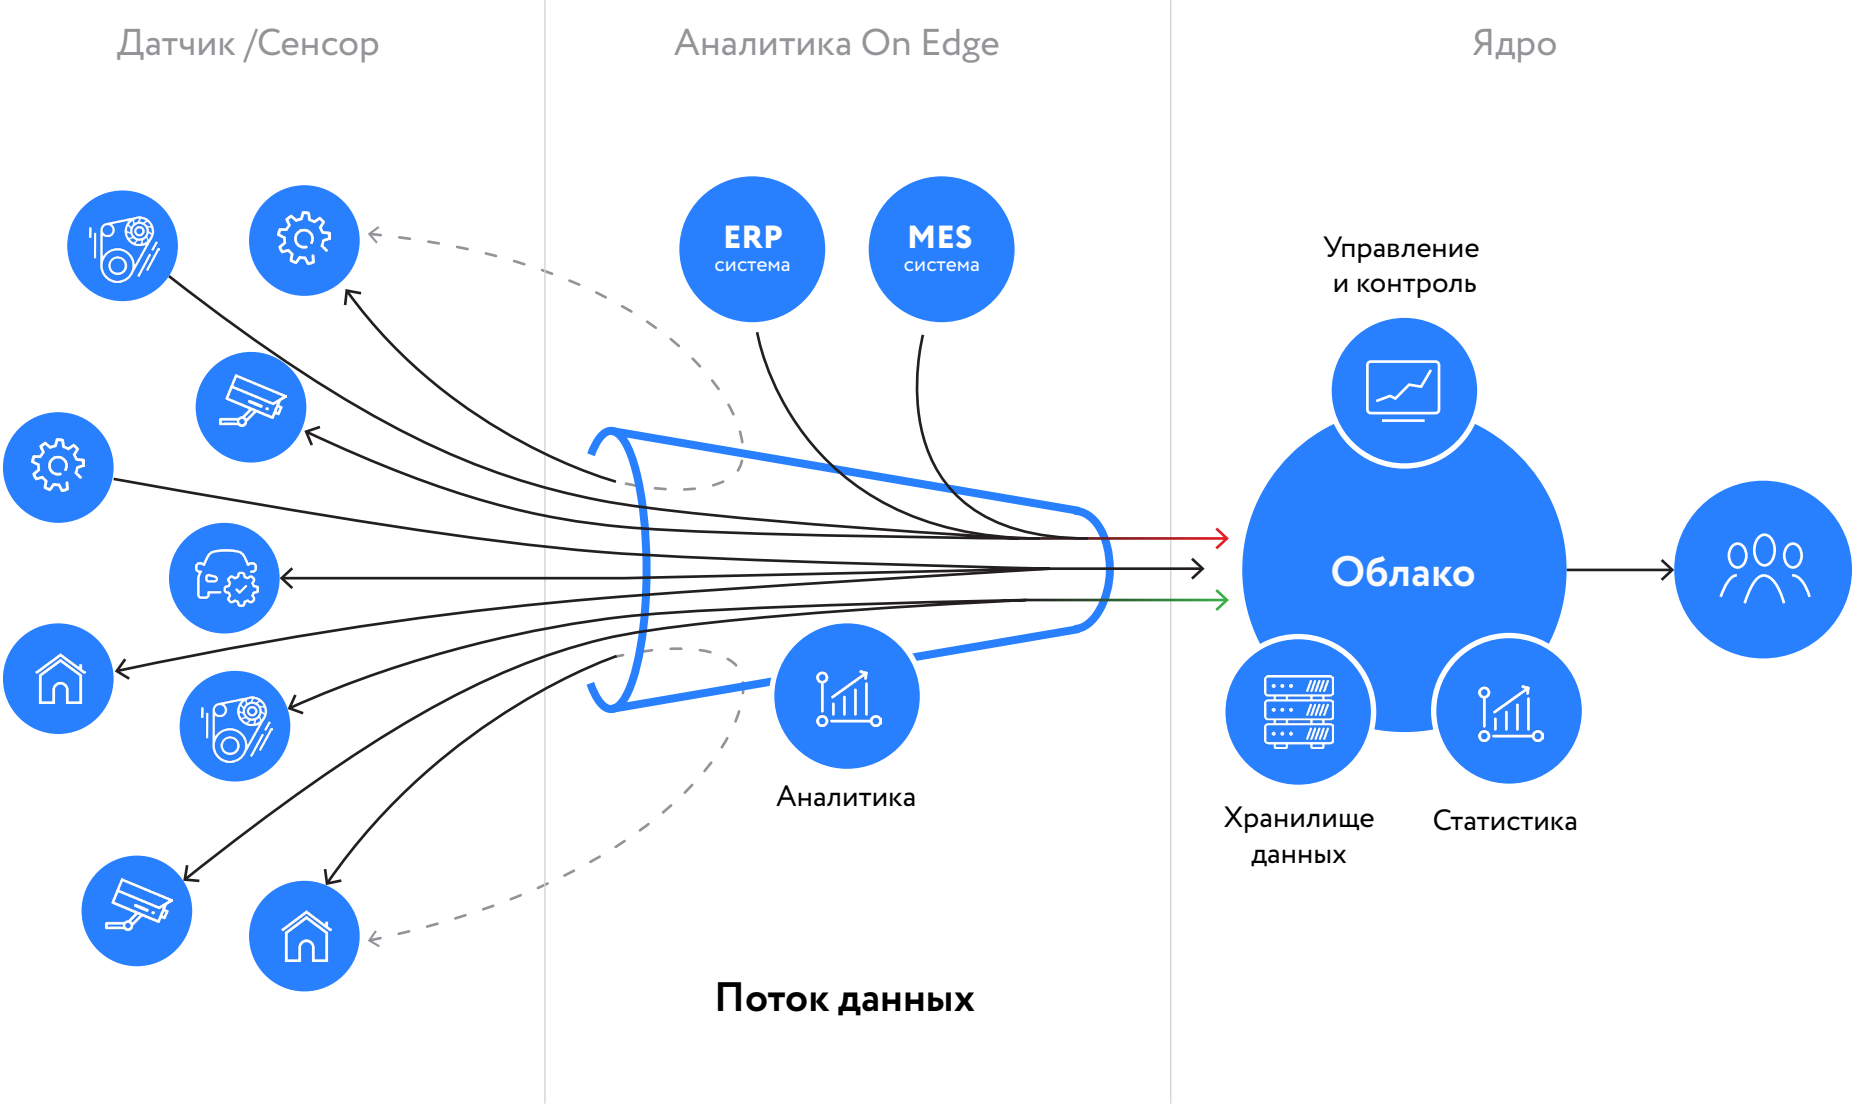 Датчик /Сенсор
Аналитика On Edge
Ядро
ERP
система
MES
система
Управление
и контроль
Облако
Аналитика
Хранилище
данных
Статистика
Поток данных